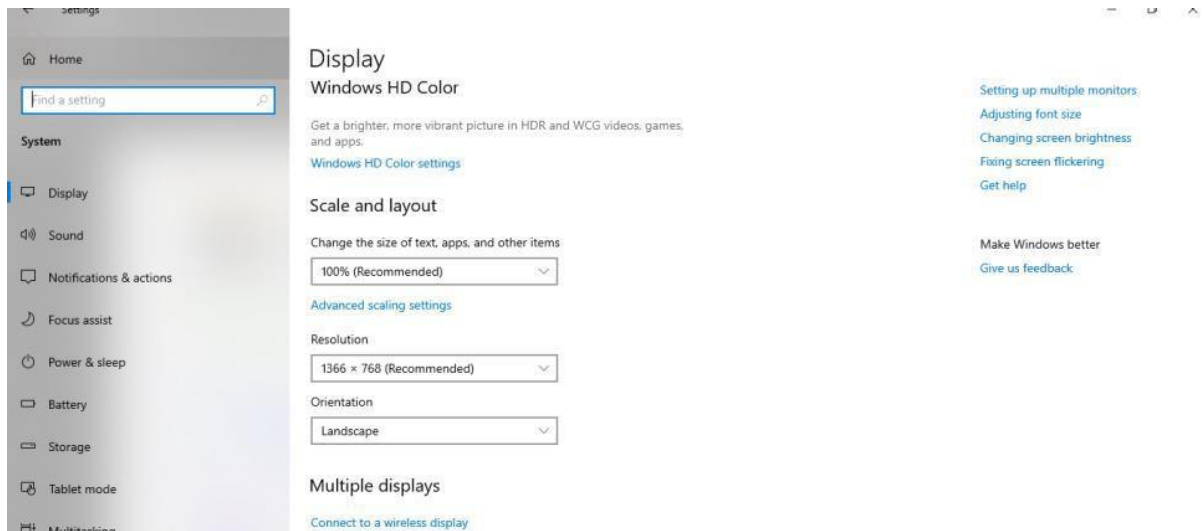 Settings
Home
Find a setting
System
Display
Sound
Notifications & actions
Focus assist
Power & sleep
Battery
Storage
Tablet mode
Multitasking
Display
Windows HD Color
Get a brighter, more vibrant picture in HDR and WCG videos, games,
and apps.
Windows HD Color settings
Scale and layout
Change the size of text, apps, and other items
100% (Recommended)
Advanced scaling settings
Resolution
1366 × 768 (Recommended)
Orientation
Landscape
Multiple displays
Connect to a wireless display
Setting up multiple monitors
Adjusting font size
Changing screen brightness
Fixing screen flickering
Get help
Make Windows better
Give us feedback